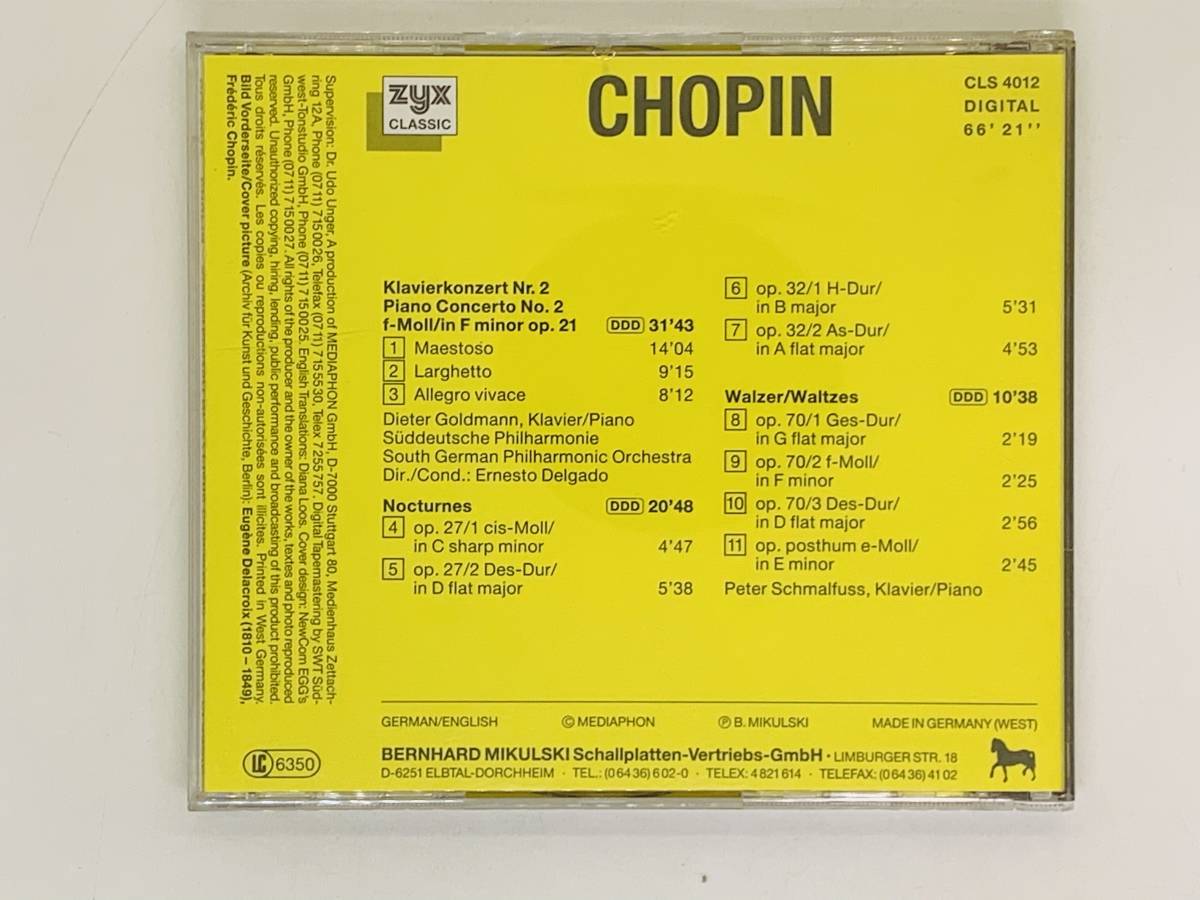 zyx
CLASSIC
CHOPIN
CLS 4012
DIGITAL
66' 21''
Klavierkonzert Nr. 2
Piano Concerto No. 2
f-Moll/in F minor op. 21 DDD 31'43
1 Maestoso 14'04
2 Larghetto 9'15
3 Allegro vivace 8'12
Dieter Goldmann, Klavier/Piano
Süddeutsche Philharmonie
South German Philharmonic Orchestra
Dir./Cond.: Ernesto Delgado
Nocturnes DDD 20'48
4 op. 27/1 cis-Moll/
in C sharp minor 4'47
5 op. 27/2 Des-Dur/
in D flat major 5'38
6 op. 32/1 H-Dur/
in B major 5'31
7 op. 32/2 As-Dur/
in A flat major 4'53
Walzer/Waltzes DDD 10'38
8 op. 70/1 Ges-Dur/
in G flat major 2'19
9 op. 70/2 f-Moll/
in F minor 2'25
10 op. 70/3 Des-Dur/
in D flat major 2'56
11 op. posthum e-Moll/
in E minor 2'45
Peter Schmalfuss, Klavier/Piano
GERMAN/ENGLISH © MEDIAPHON ℗ B. MIKULSKI MADE IN GERMANY (WEST)
BERNHARD MIKULSKI Schallplatten-Vertriebs-GmbH · LIMBURGER STR. 18
D-6251 ELBTAL-DORCHHEIM · TEL.: (06436) 602-0 · TELEX: 4821614 · TELEFAX: (06436) 4102
LC 6350
Supervision: Dr. Udo Unger, A production of MEDIAPHON GmbH, D-7000 Stuttgart 80, Medienhaus Zettach-
ring 12A, Phone (0711) 7150026, Telefax (0711) 7155530, Telex 7255757, Digital Tapemastering by SWT Süd-
west-Tonstudio GmbH, Phone (0711) 7150025. English Translations: Diana Loos. Cover design: NewCom EGG's
GmbH, Phone (0711) 7150027. All rights of the producer and the owner of the works, textes and photo reproduced
reserved. Unauthorized copying, hiring, lending, public performance and broadcasting of this product prohibited.
Tous droits réservés. Les copies ou reproductions non-autorisées sont illicites. Printed in West Germany.
Bild Vorderseite/Cover picture (Archiv für Kunst und Geschichte, Berlin): Eugène Delacroix (1810 – 1849),
Frédéric Chopin.